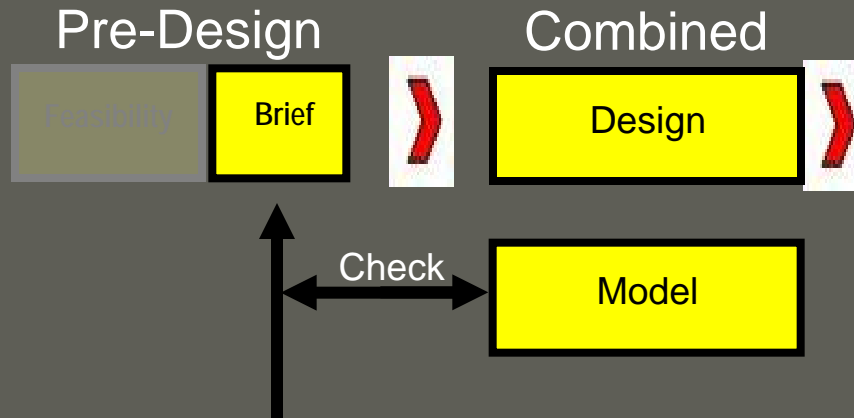 Pre-Design
Combined
Feasibility
Brief
Design
Check
Model